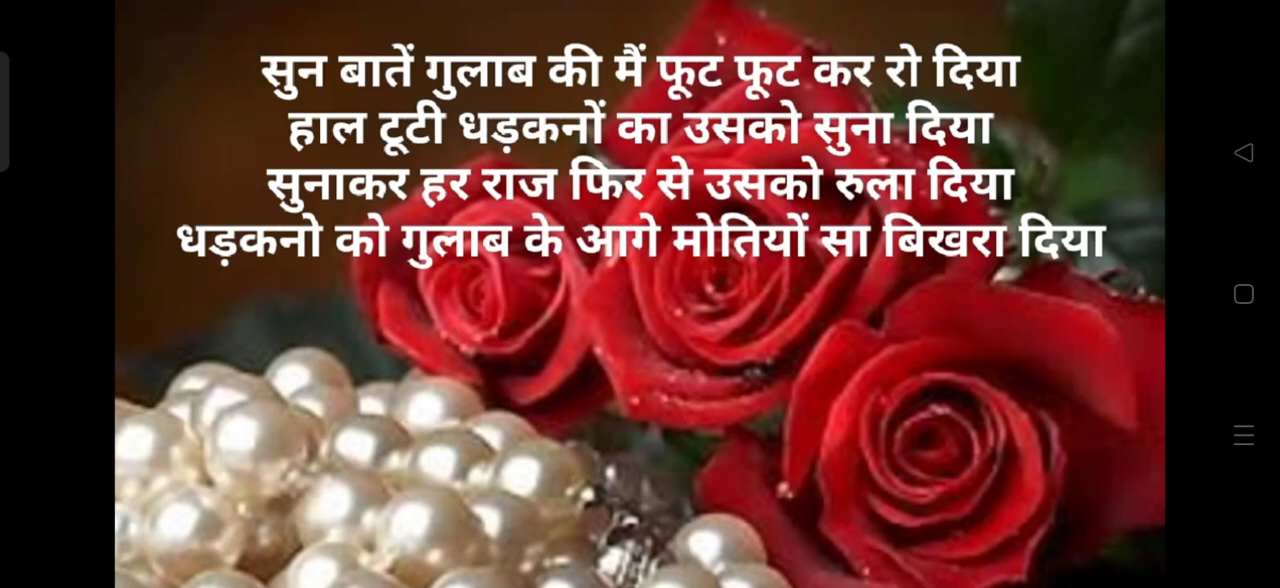 सुन बातें गुलाब की मैं फूट फूट कर रो दिया
हाल टूटी धड़कनों का उसको सुना दिया
सुनाकर हर राज फिर से उसको रुला दिया
धड़कनो को गुलाब के आगे मोतियों सा बिखरा दिया